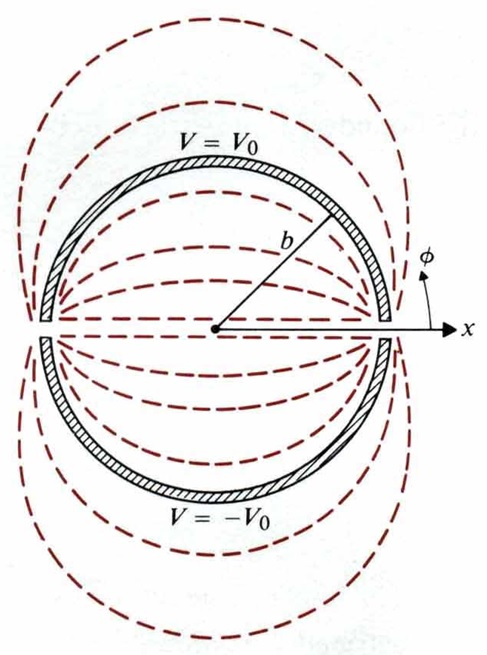 V = V₀
b
ϕ
x
V = −V₀